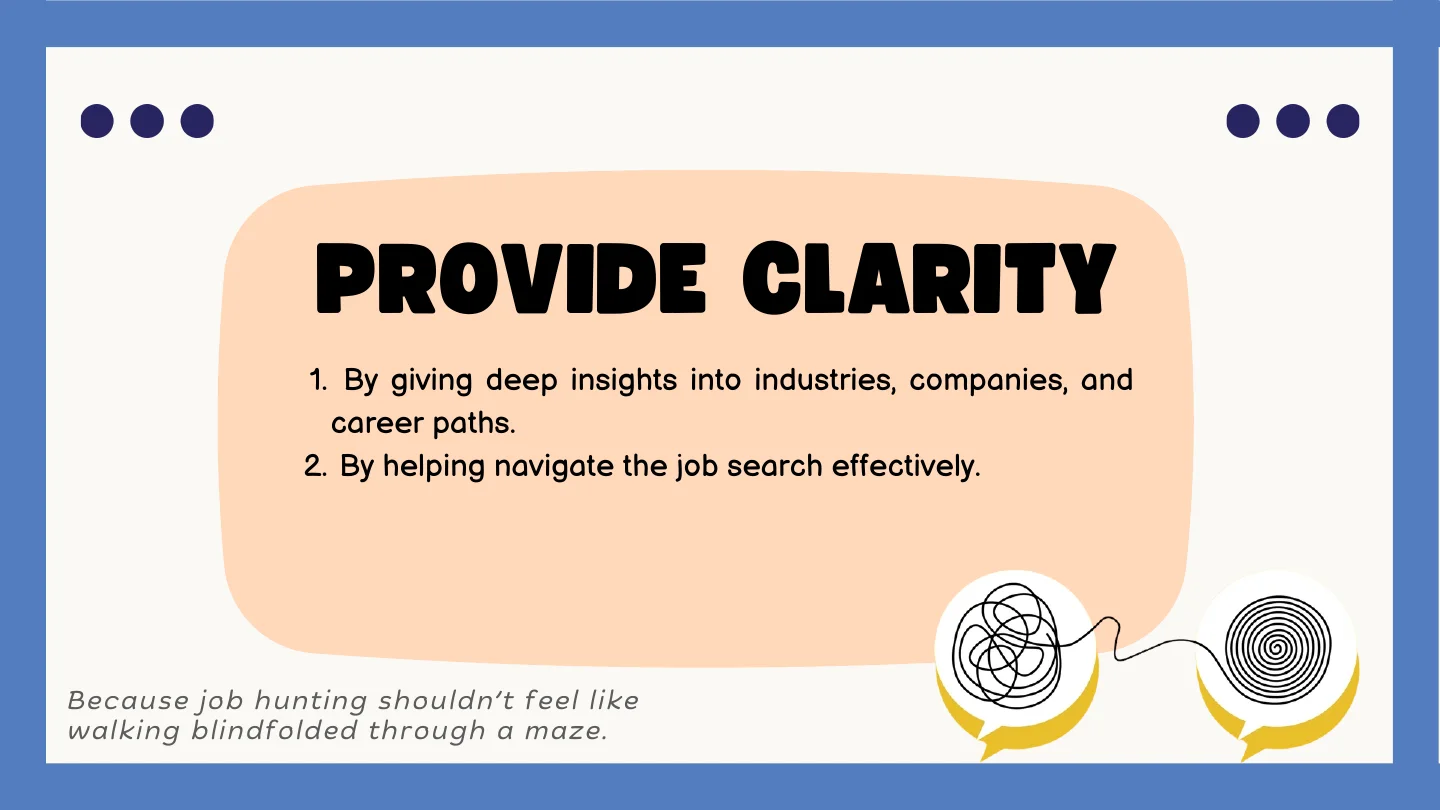 PROVIDE CLARITY
1. By giving deep insights into industries, companies, and
career paths.
2. By helping navigate the job search effectively.
Because job hunting shouldn't feel like
walking blindfolded through a maze.